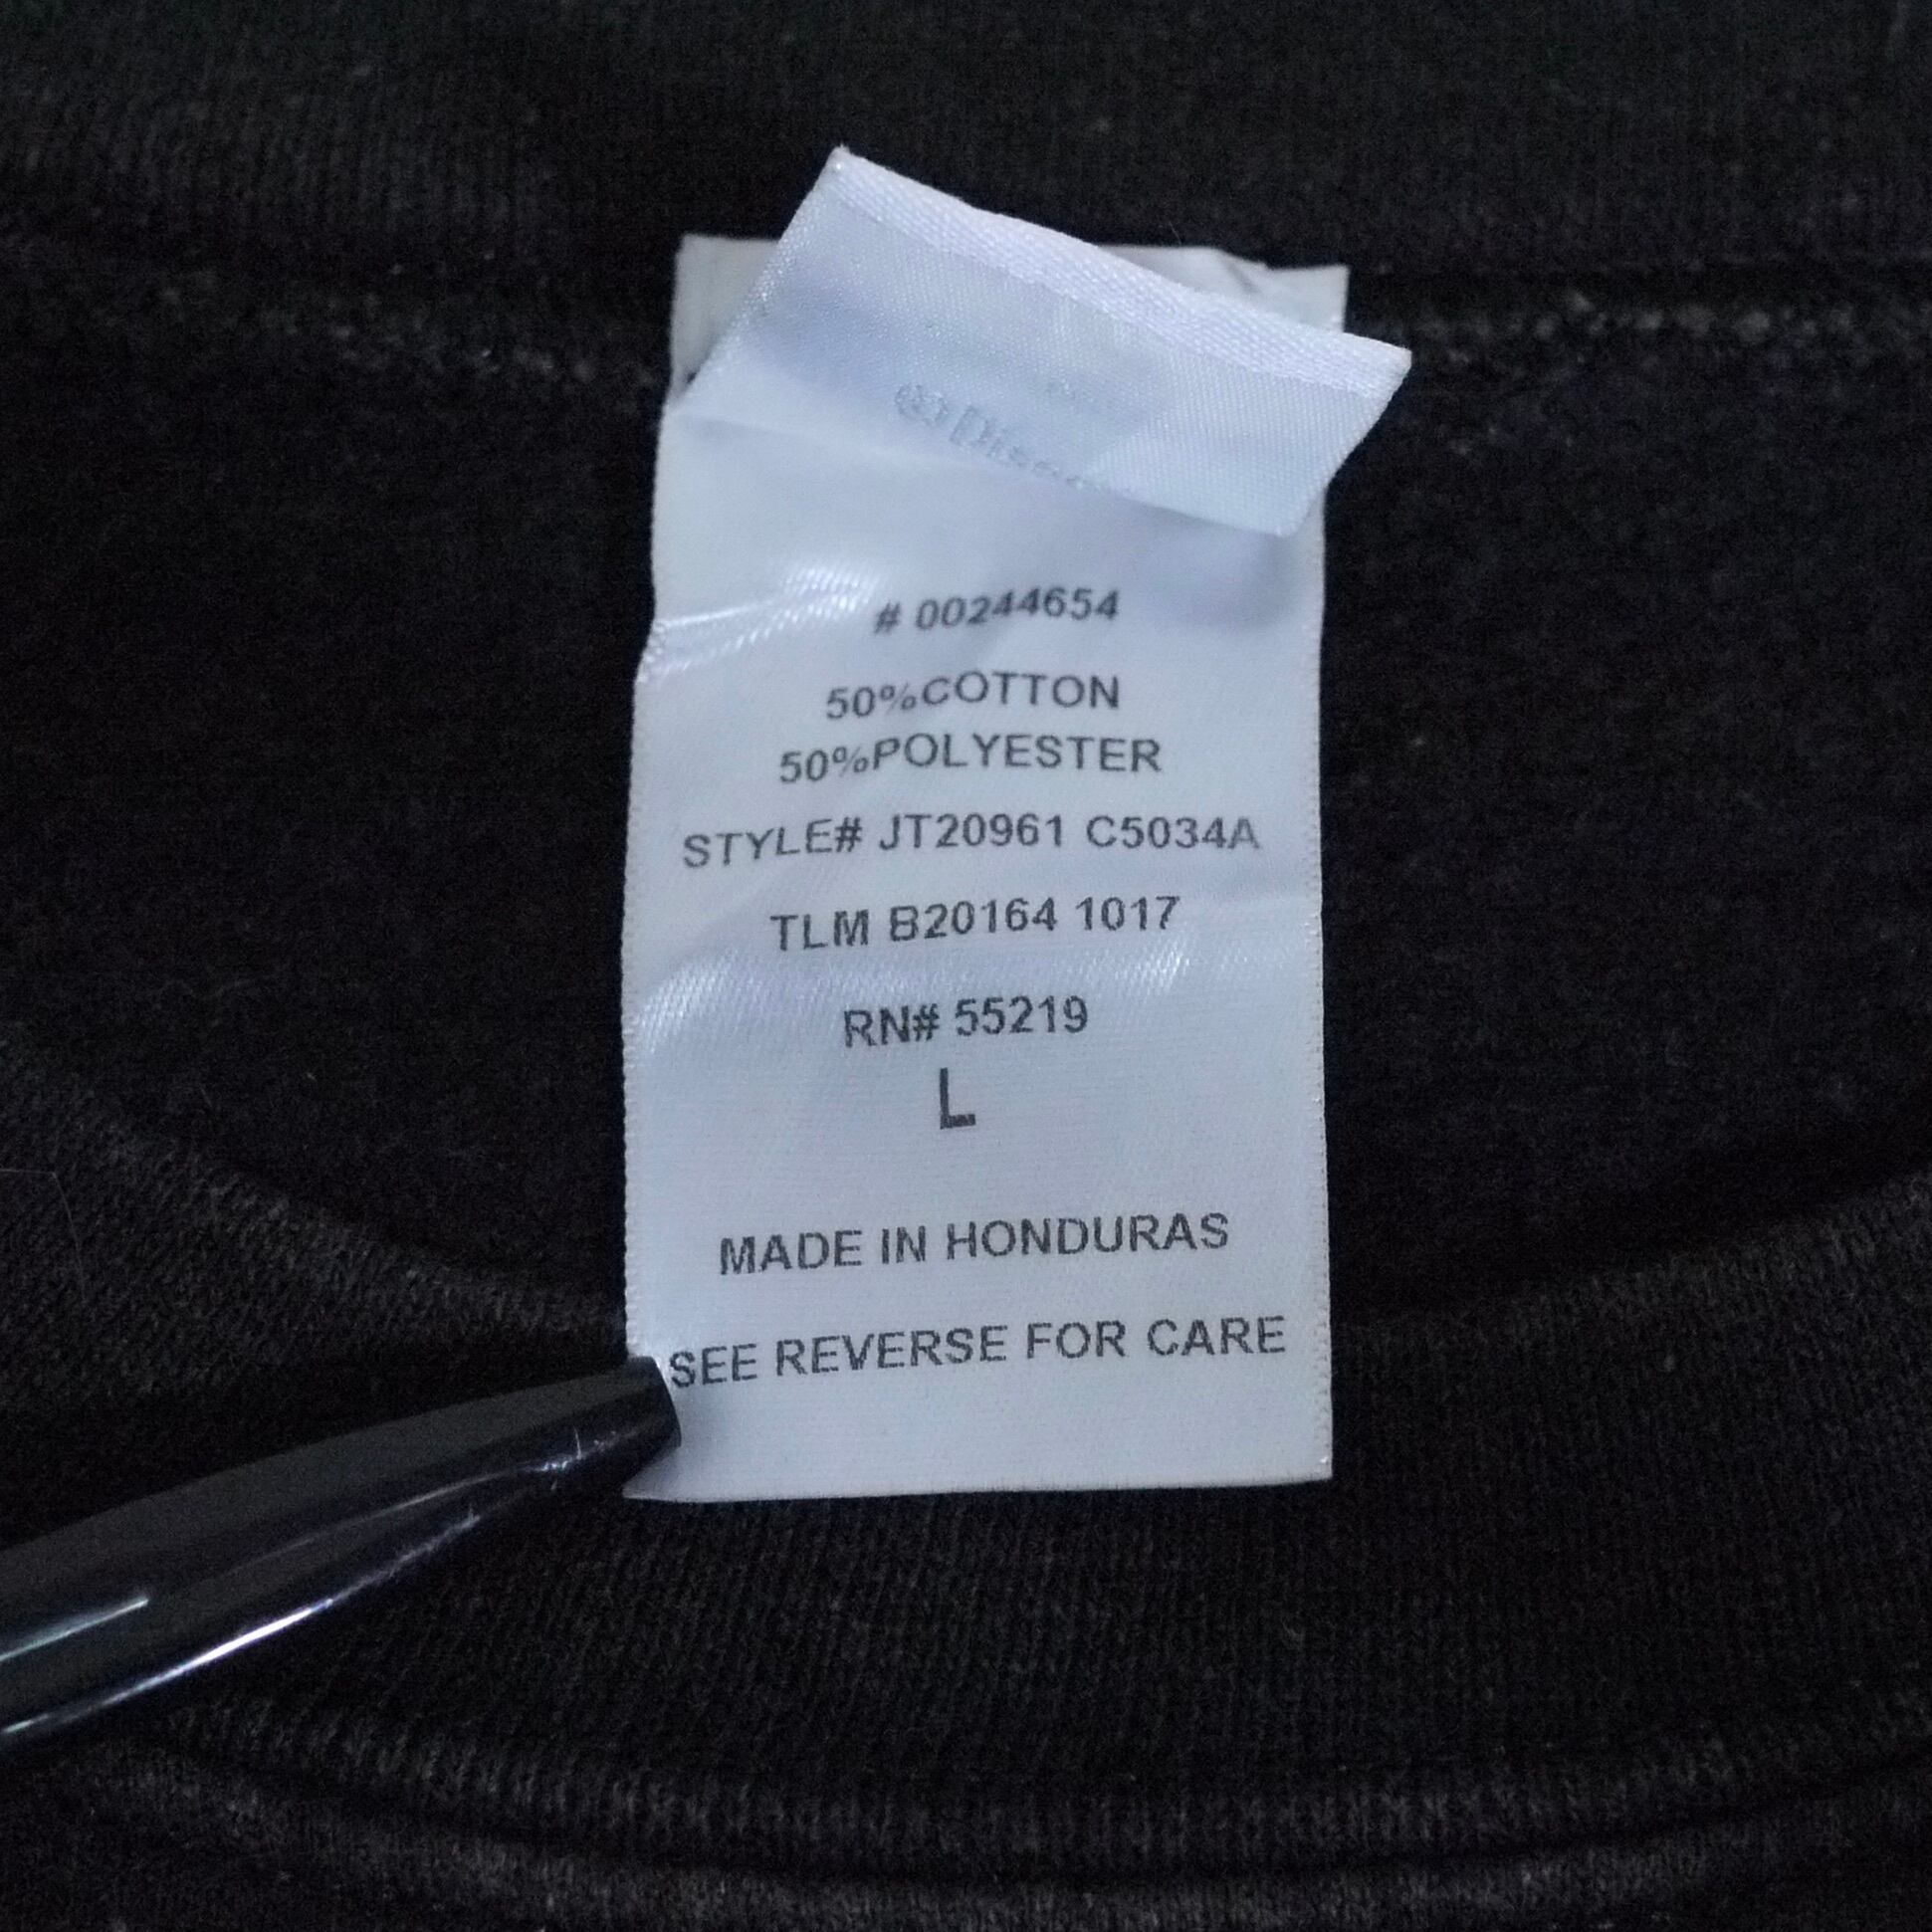 # 00244654
50%COTTON
50%POLYESTER
STYLE# JT20961 C5034A
TLM B20164 1017
RN# 55219
L
MADE IN HONDURAS
SEE REVERSE FOR CARE